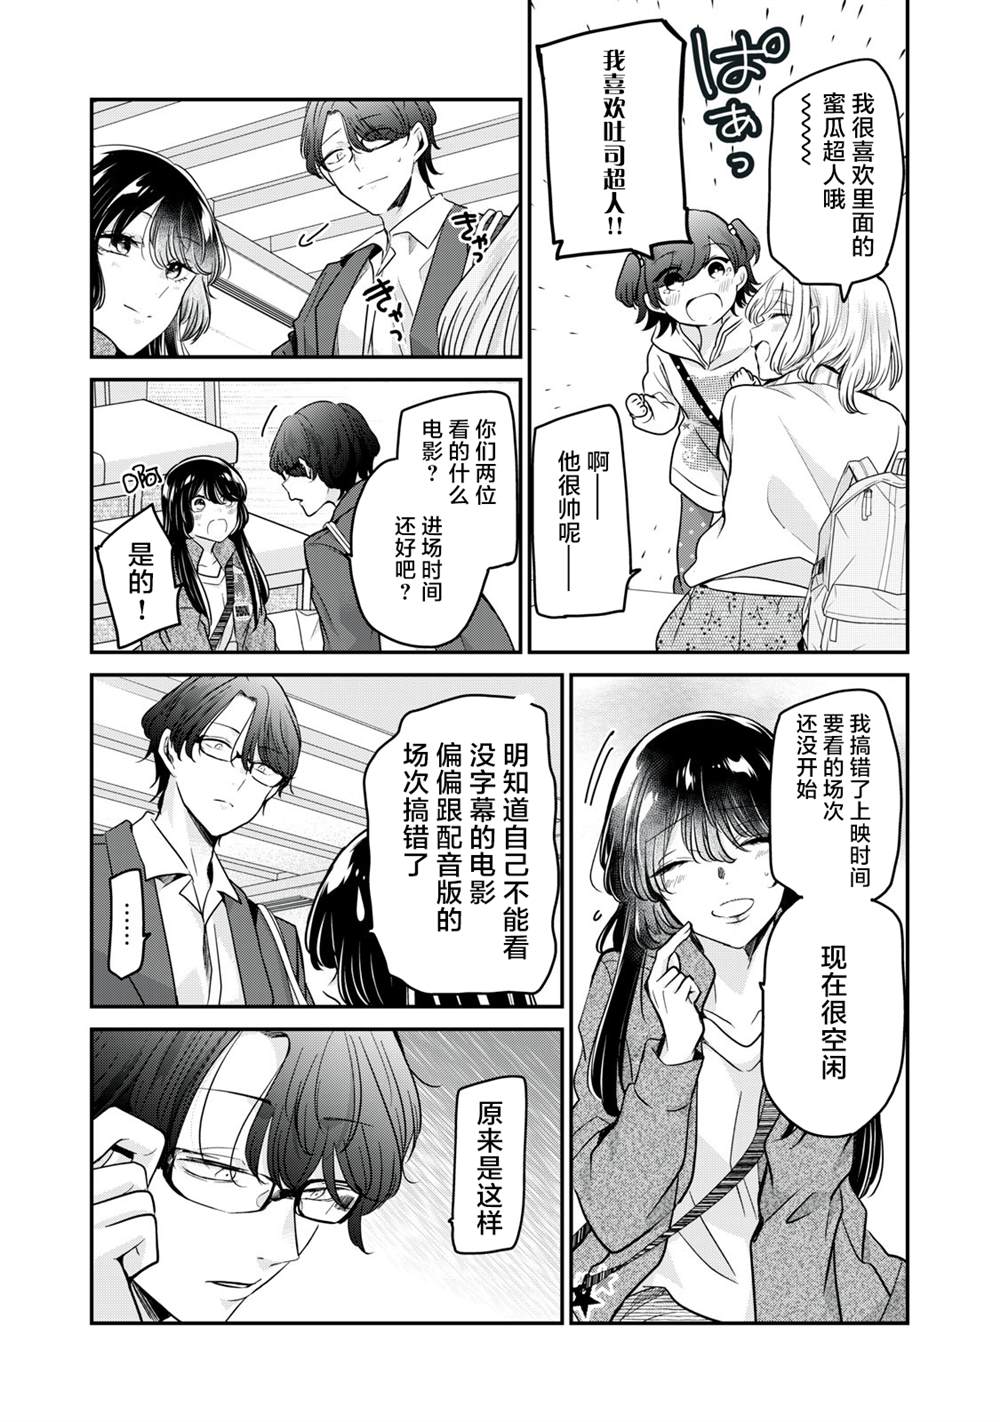 我很喜欢里面的
蜜瓜超人哦
ぱぁっ
我喜欢吐司超人!!
啊——
他很帅呢——
きゃっ
きゃっ
你们两位
看的什么
电影？
进场时间
还好吧？
啊
是的！
我搞错了上映时间
要看的场次
还没开始
现在很空闲
明知道自己不能看
没字幕的电影
偏偏跟配音版的
场次搞错了
……
原来是这样